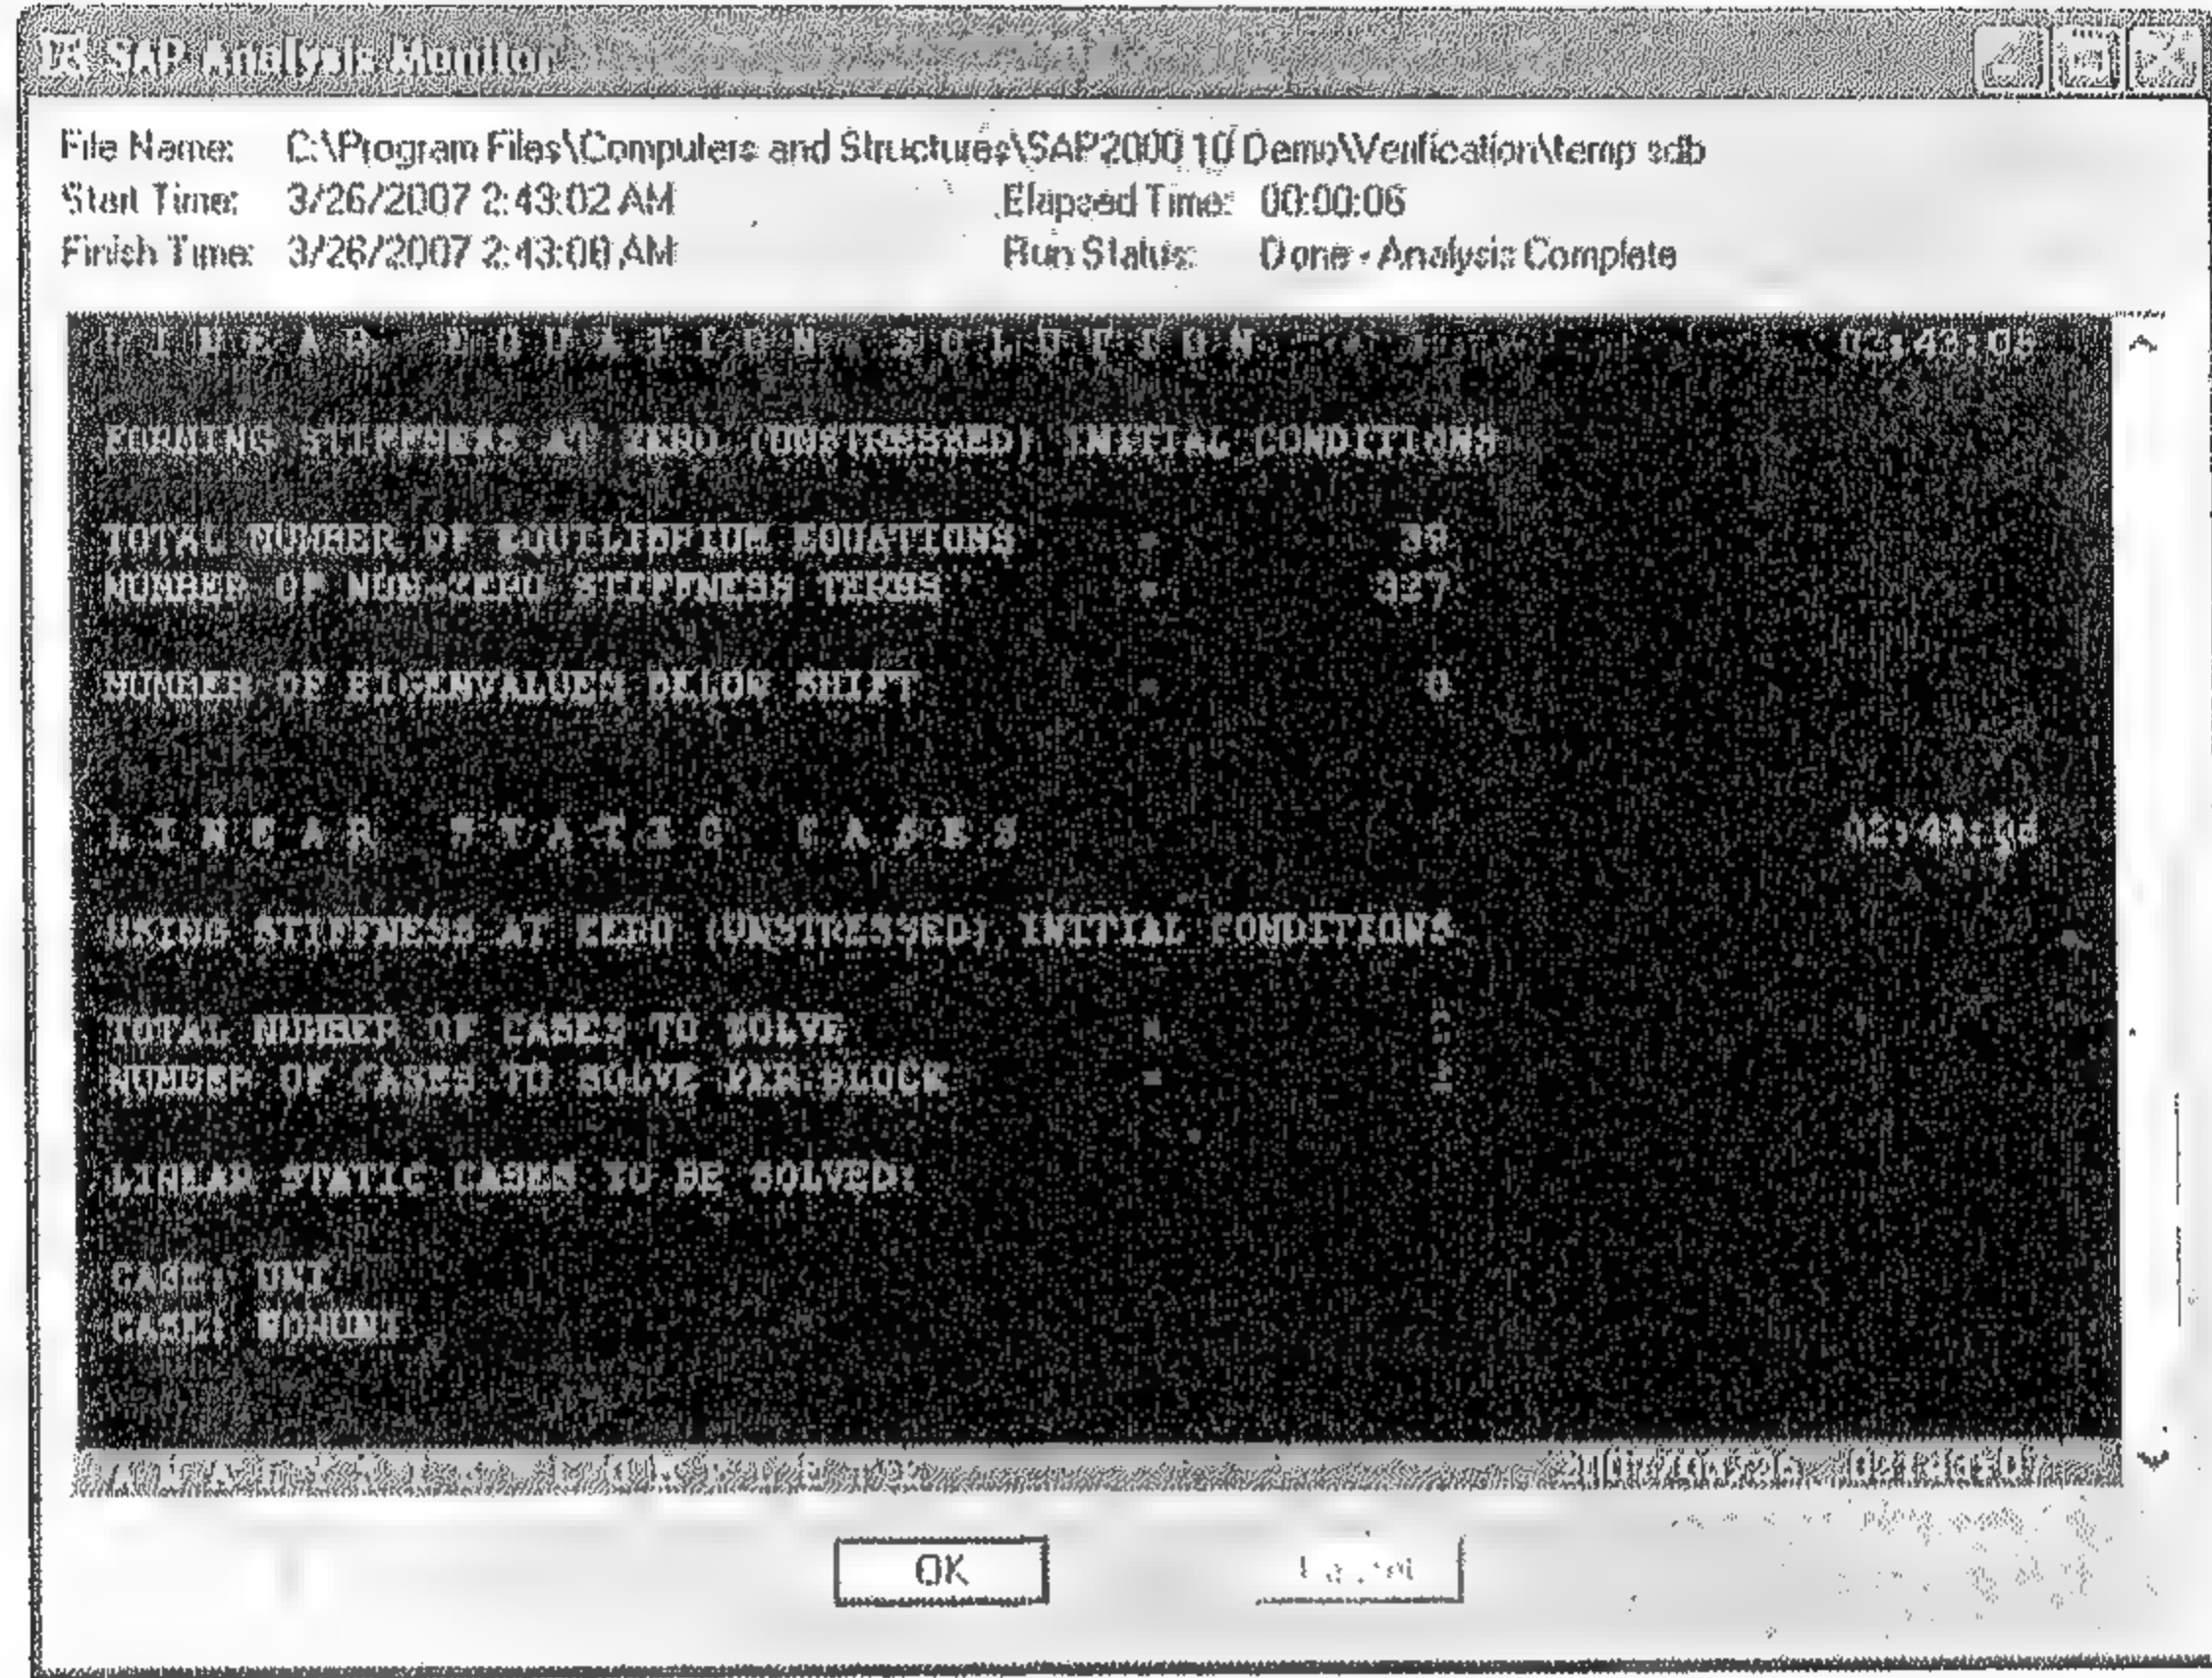 SAP Analysis Monitor
File Name: C:\Program Files\Computers and Structures\SAP2000 10 Demo\Verification\temp.sdb
Start Time: 3/26/2007 2:43:02 AM Elapsed Time: 00:00:06
Finish Time: 3/26/2007 2:43:08 AM Run Status: Done - Analysis Complete
L I N E A R   E Q U A T I O N   S O L U T I O N
FORMING STIFFNESS AT ZERO (UNSTRESSED) INITIAL CONDITIONS
TOTAL NUMBER OF EQUILIBRIUM EQUATIONS = 39
NUMBER OF NON-ZERO STIFFNESS TERMS = 327
NUMBER OF EIGENVALUES BELOW SHIFT = 0
L I N E A R   S T A T I C   C A S E S
USING STIFFNESS AT ZERO (UNSTRESSED) INITIAL CONDITIONS
TOTAL NUMBER OF CASES TO SOLVE =
NUMBER OF CASES TO SOLVE PER BLOCK =
LINEAR STATIC CASES TO BE SOLVED:
CASE: UNI
CASE:
A N A L Y S I S   C O M P L E T E
OK
Cancel